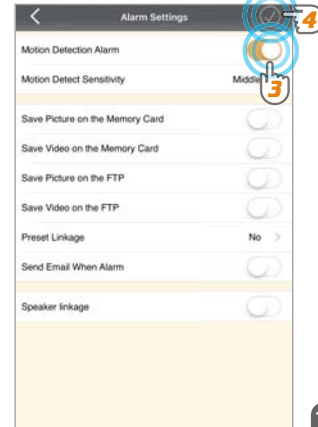 Alarm Settings
4
Motion Detection Alarm
Motion Detect Sensitivity Middle
3
Save Picture on the Memory Card
Save Video on the Memory Card
Save Picture on the FTP
Save Video on the FTP
Preset Linkage No
Send Email When Alarm
Speaker linkage